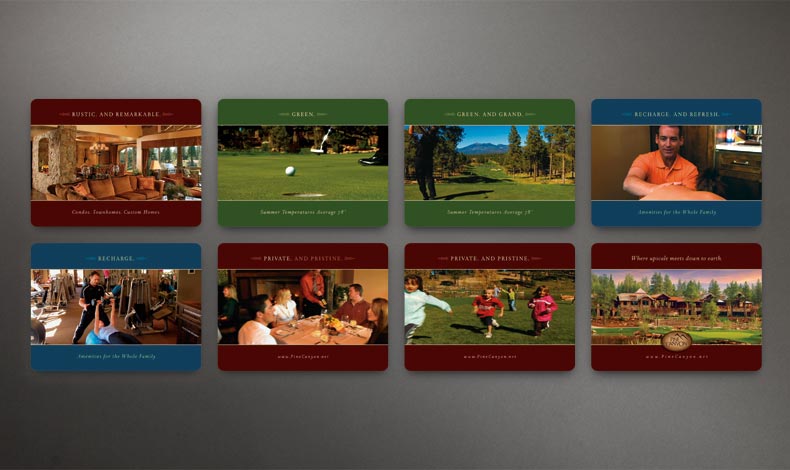 RUSTIC. AND REMARKABLE.
Condos. Townhomes. Custom Homes.
GREEN.
Summer Temperatures Average 78°
GREEN. AND GRAND.
Summer Temperatures Average 78°
RECHARGE. AND REFRESH.
Amenities for the Whole Family
RECHARGE.
Amenities for the Whole Family
PRIVATE. AND PRISTINE.
www.PineCanyon.net
PRIVATE. AND PRISTINE.
www.PineCanyon.net
Where upscale meets down to earth
PINE
CANYON
www.PineCanyon.net